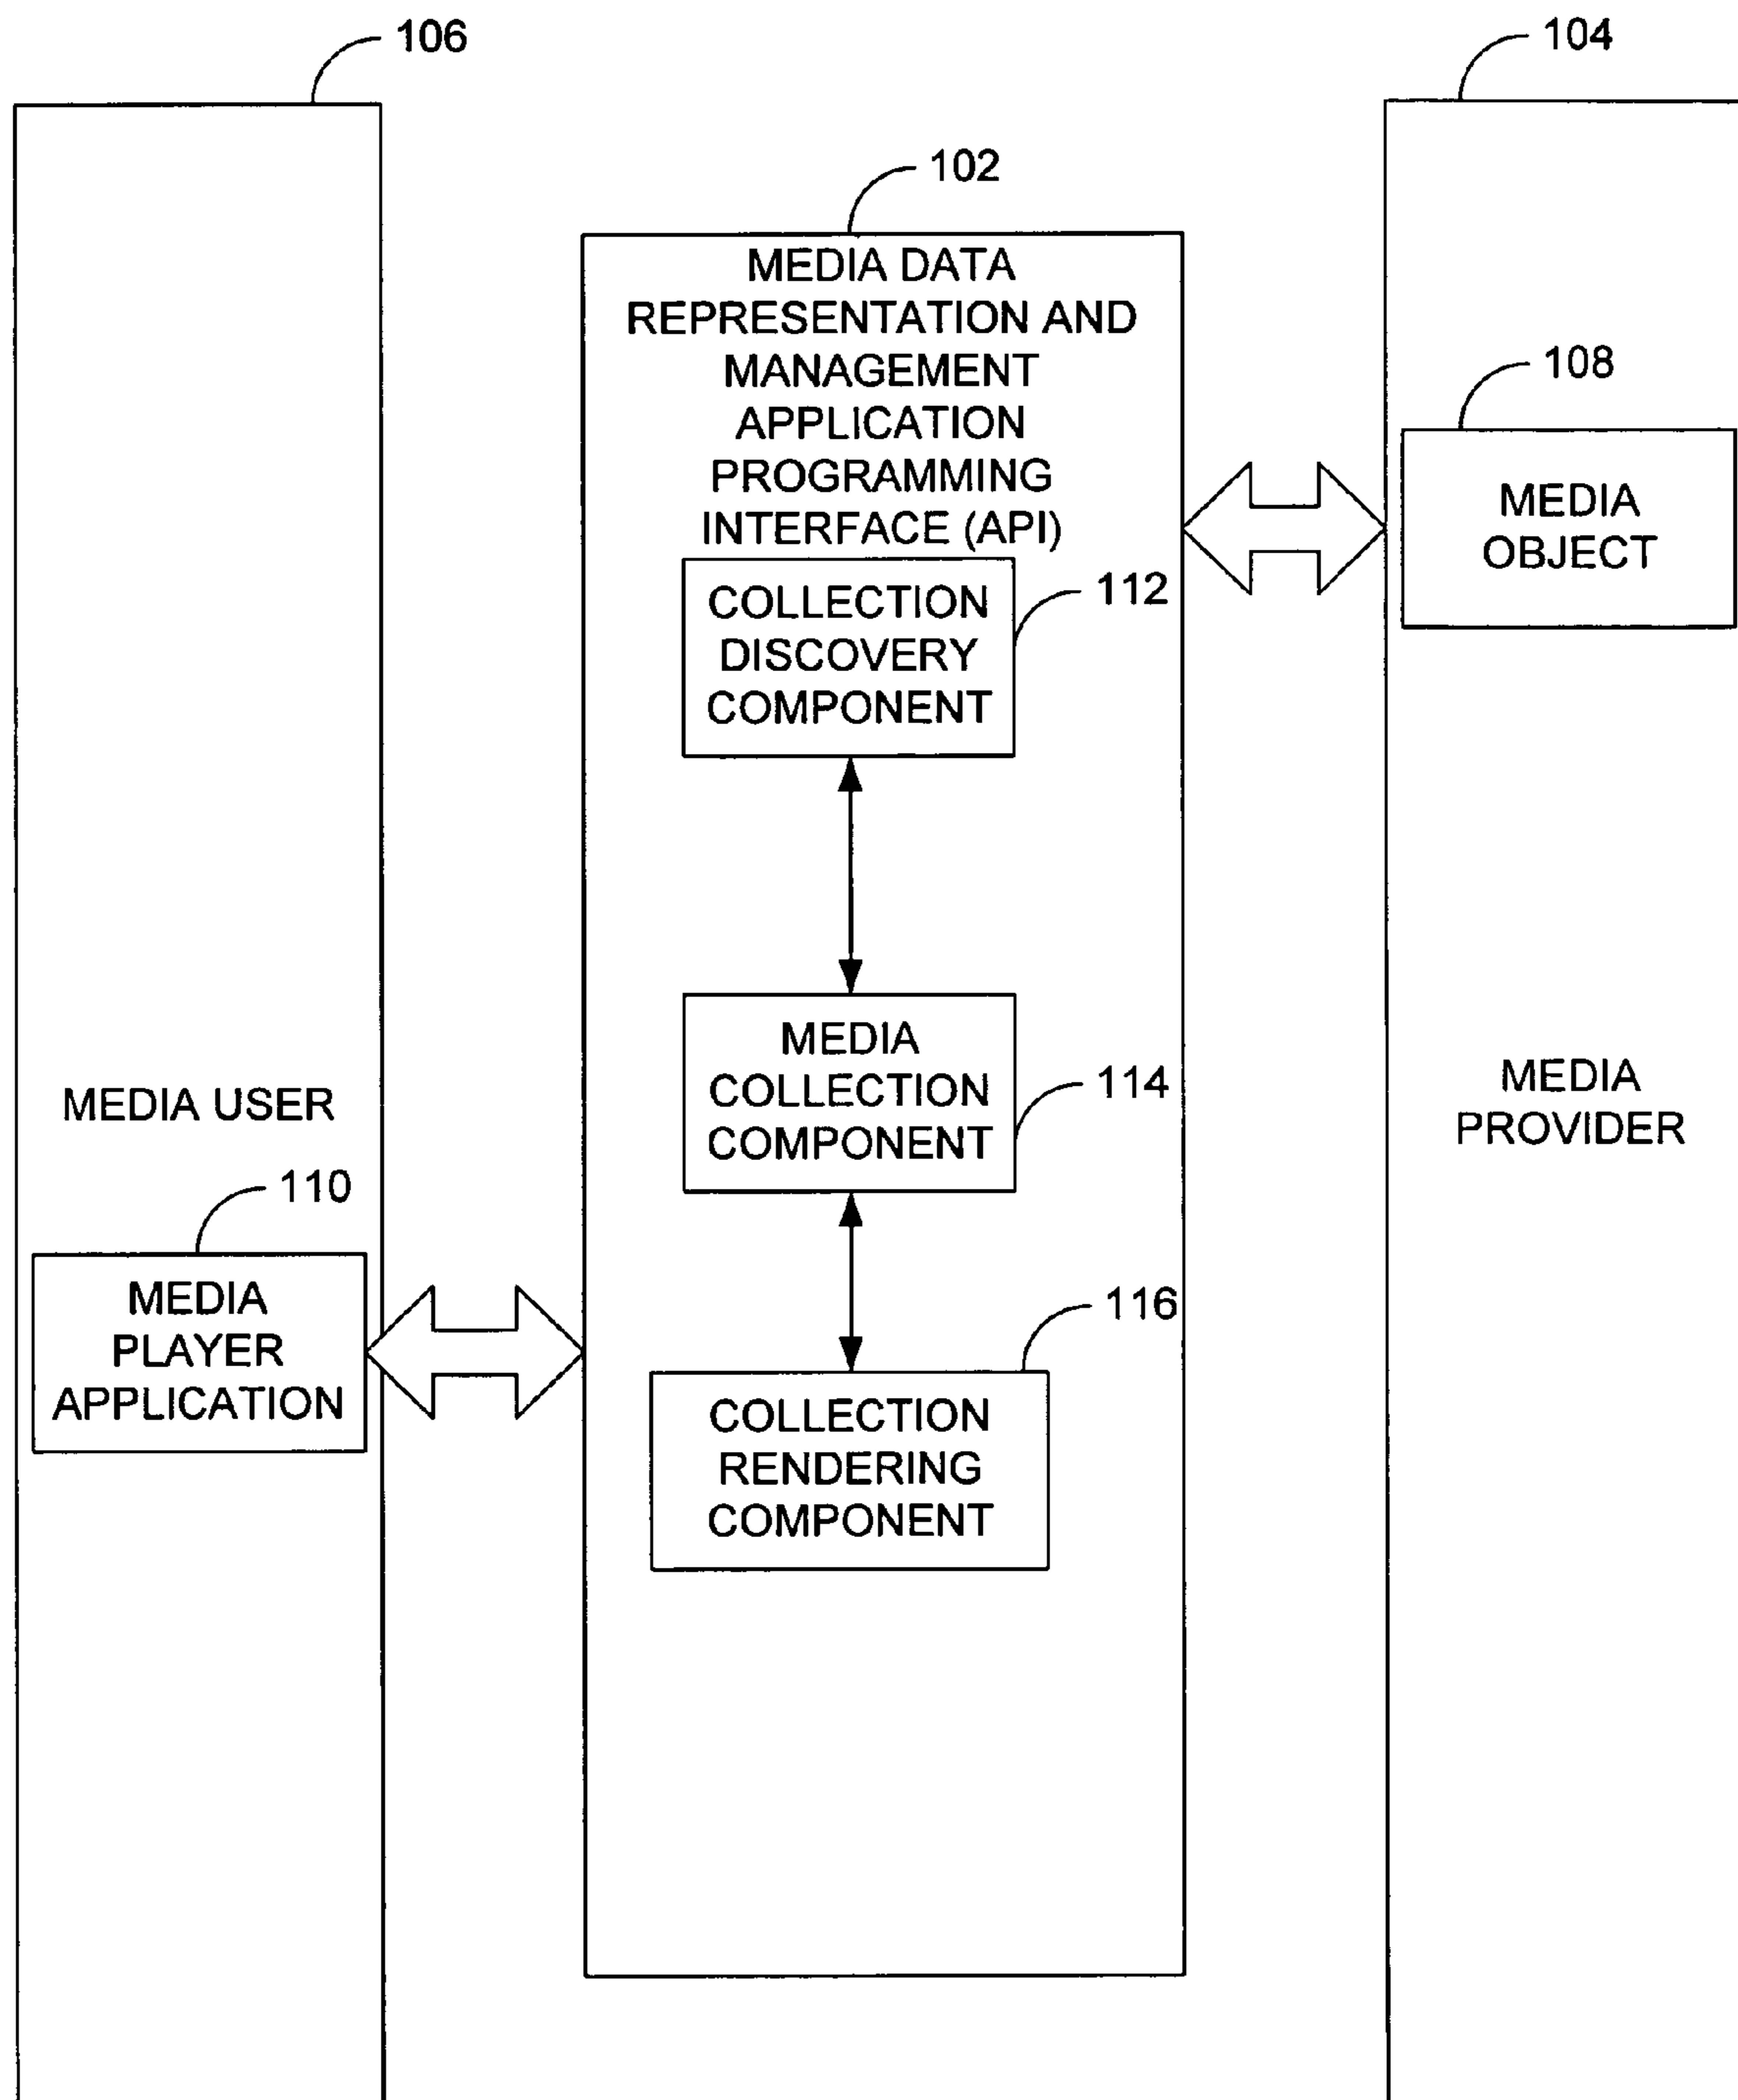 106
104
102
MEDIA DATA
REPRESENTATION AND
MANAGEMENT
APPLICATION
PROGRAMMING
INTERFACE (API)
108
MEDIA
OBJECT
COLLECTION
DISCOVERY
COMPONENT
112
MEDIA
COLLECTION
COMPONENT
114
MEDIA USER
MEDIA
PROVIDER
110
MEDIA
PLAYER
APPLICATION
116
COLLECTION
RENDERING
COMPONENT